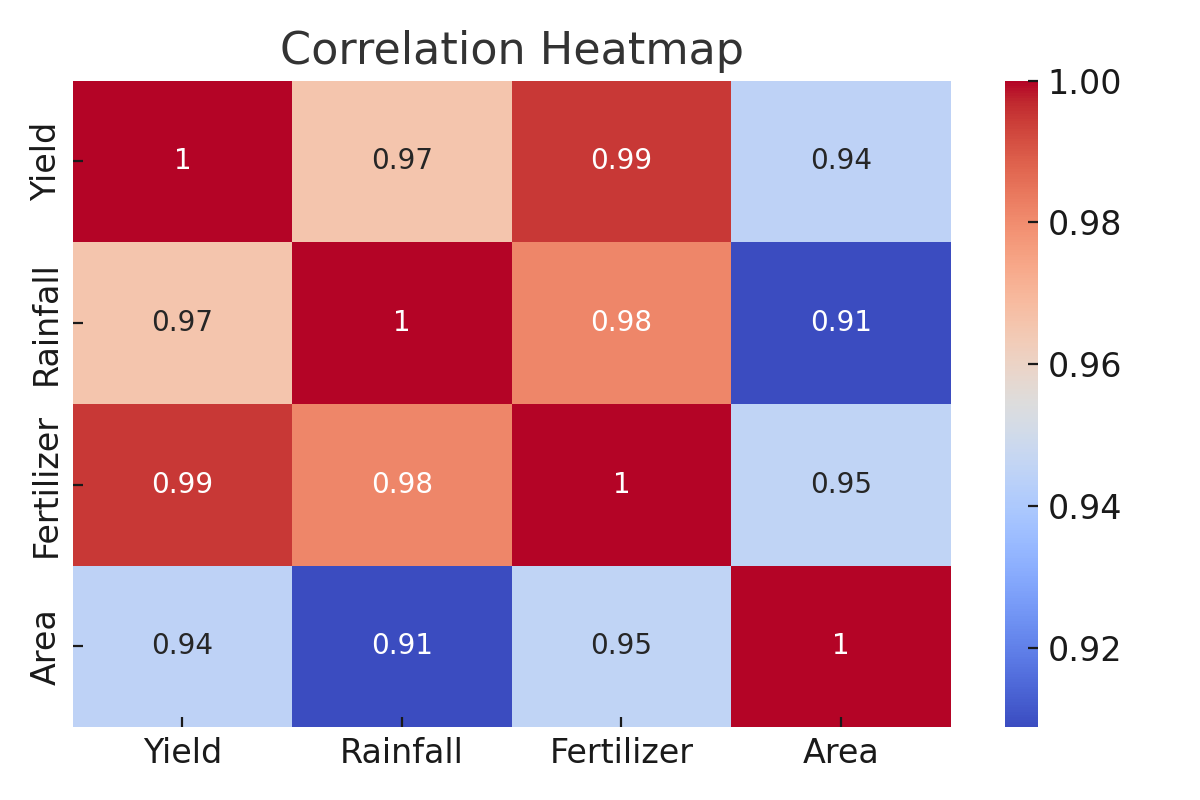 Correlation Heatmap
Yield 1 0.97 0.99 0.94
Rainfall 0.97 1 0.98 0.91
Fertilizer 0.99 0.98 1 0.95
Area 0.94 0.91 0.95 1
Yield Rainfall Fertilizer Area
1.00
0.98
0.96
0.94
0.92